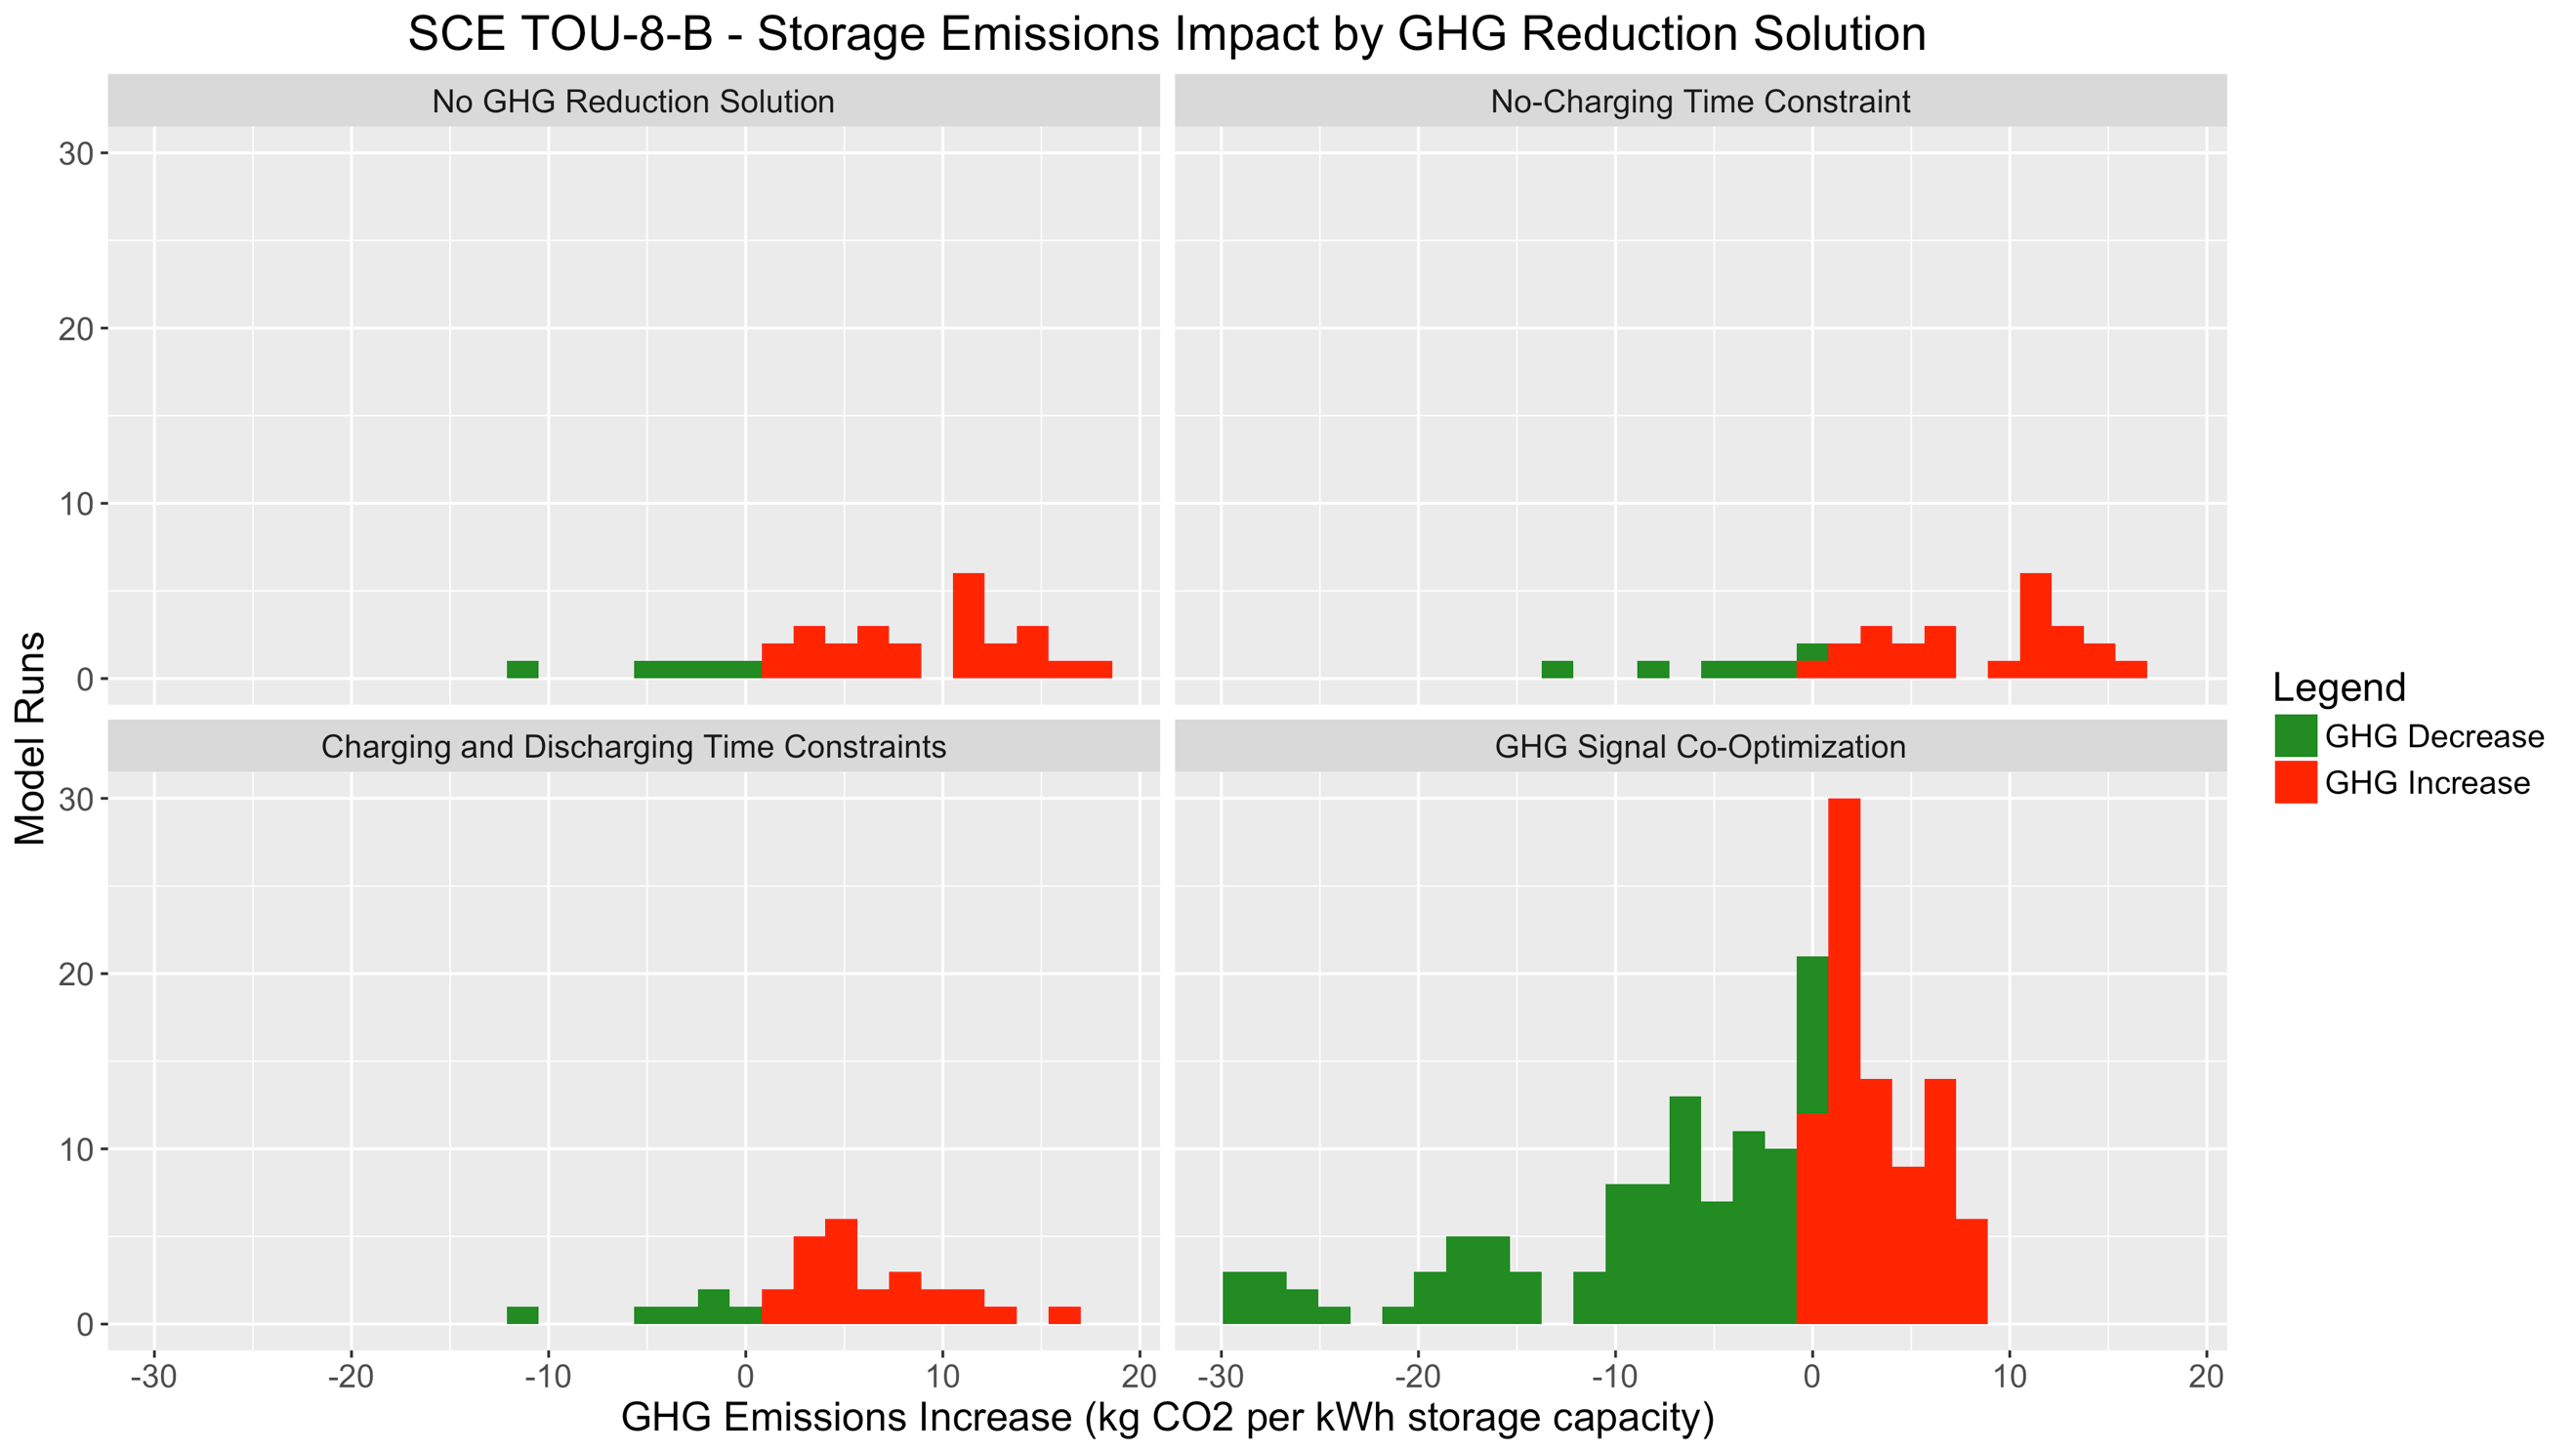 SCE TOU-8-B - Storage Emissions Impact by GHG Reduction Solution
No GHG Reduction Solution
No-Charging Time Constraint
30
20
10
0
Model Runs
Charging and Discharging Time Constraints
GHG Signal Co-Optimization
30
20
10
0
-30 -20 -10 0 10 20
-30 -20 -10 0 10 20
GHG Emissions Increase (kg CO2 per kWh storage capacity)
Legend
GHG Decrease
GHG Increase